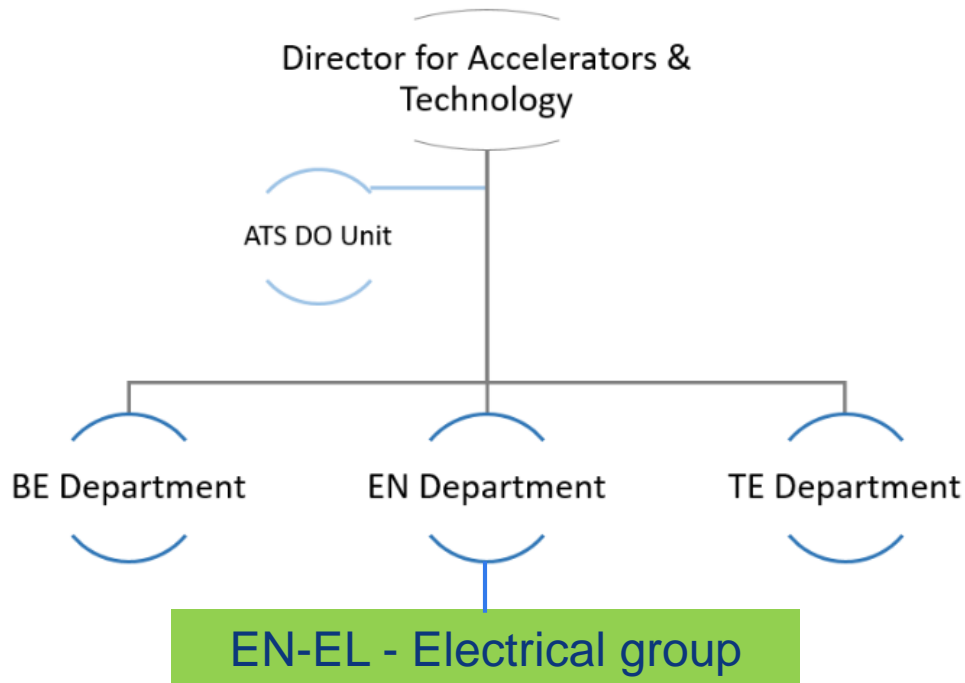 Director for Accelerators &
Technology
ATS DO Unit
BE Department
EN Department
TE Department
EN-EL - Electrical group